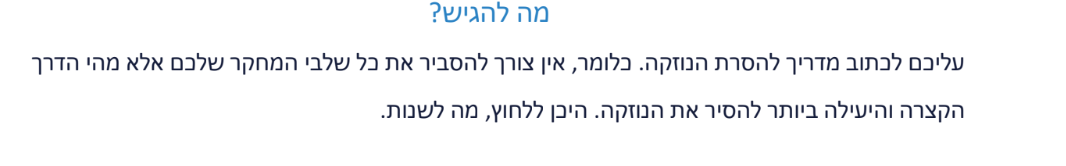 מה להגיש?
עליכם לכתוב מדריך להסרת הנוזקה. כלומר, אין צורך להסביר את כל שלבי המחקר שלכם אלא מהי הדרך
הקצרה והיעילה ביותר להסיר את הנוזקה. היכן ללחוץ, מה לשנות.